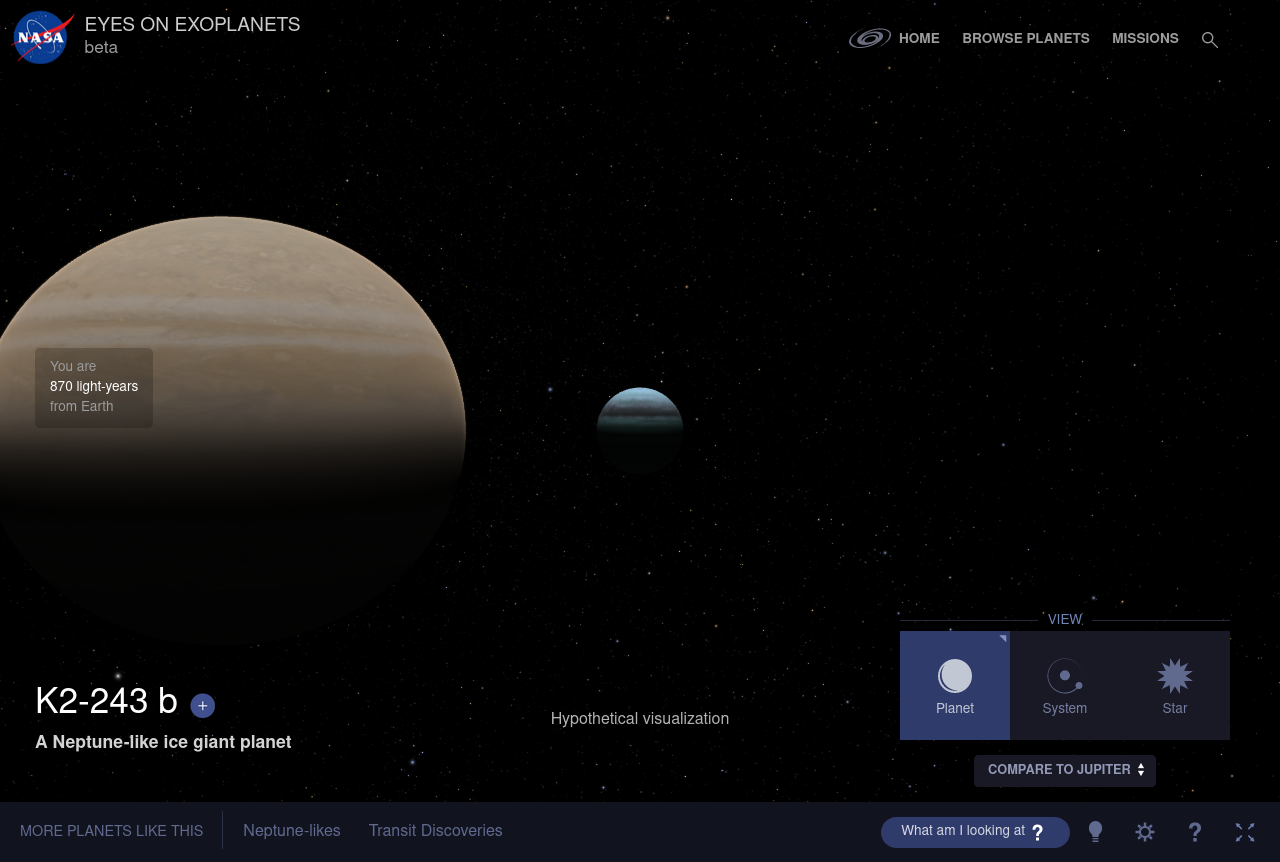 NASA
EYES ON EXOPLANETS
beta
HOME
BROWSE PLANETS
MISSIONS
You are
870 light-years
from Earth
VIEW
Planet
System
Star
K2-243 b +
A Neptune-like ice giant planet
Hypothetical visualization
COMPARE TO JUPITER
MORE PLANETS LIKE THIS
Neptune-likes
Transit Discoveries
What am I looking at ?
?